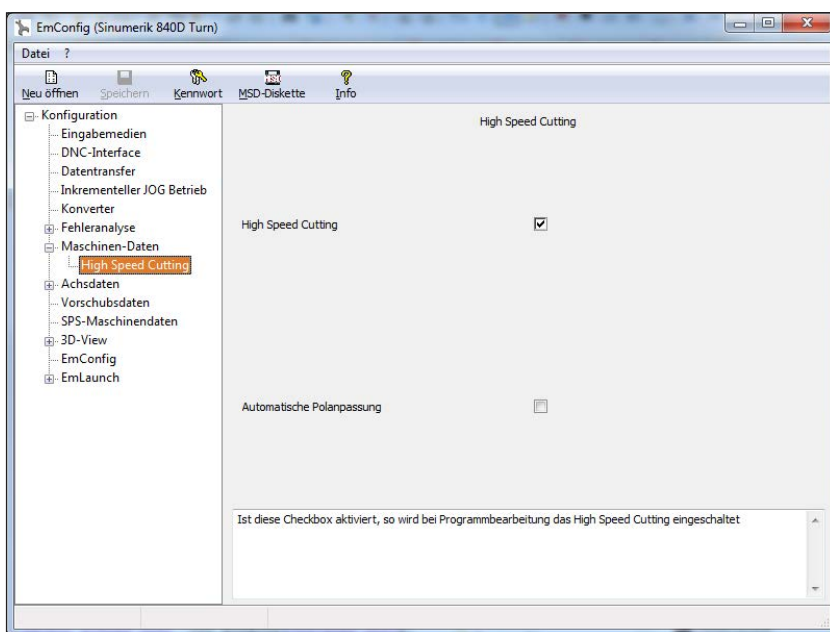 EmConfig (Sinumerik 840D Turn)
Datei ?
Neu öffnen Speichern Kennwort MSD-Diskette Info
Konfiguration
Eingabemedien
DNC-Interface
Datentransfer
Inkrementeller JOG Betrieb
Konverter
Fehleranalyse
Maschinen-Daten
High Speed Cutting
Achsdaten
Vorschubsdaten
SPS-Maschinendaten
3D-View
EmConfig
EmLaunch
High Speed Cutting
High Speed Cutting
Automatische Polanpassung
Ist diese Checkbox aktiviert, so wird bei Programmbearbeitung das High Speed Cutting eingeschaltet